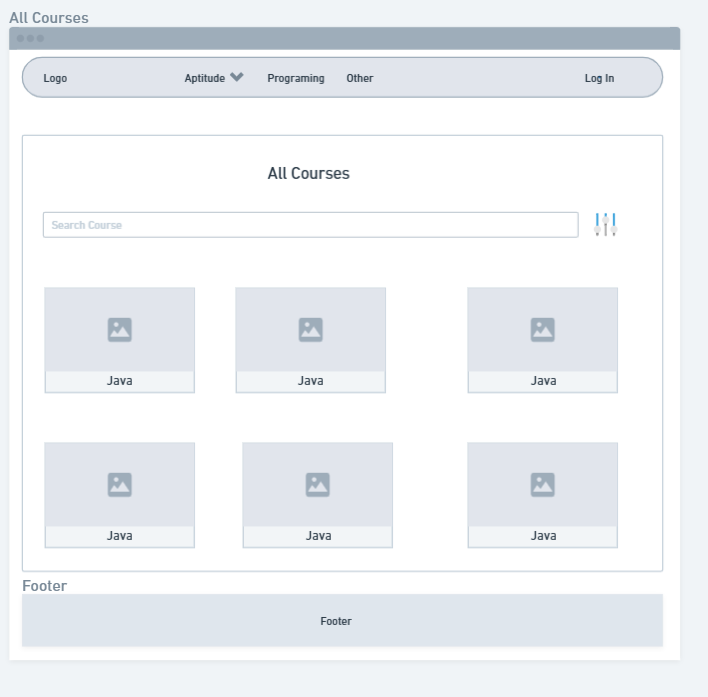 All Courses
Logo Aptitude Programing Other Log In
All Courses
Search Course
Java Java Java
Java Java Java
Footer
Footer